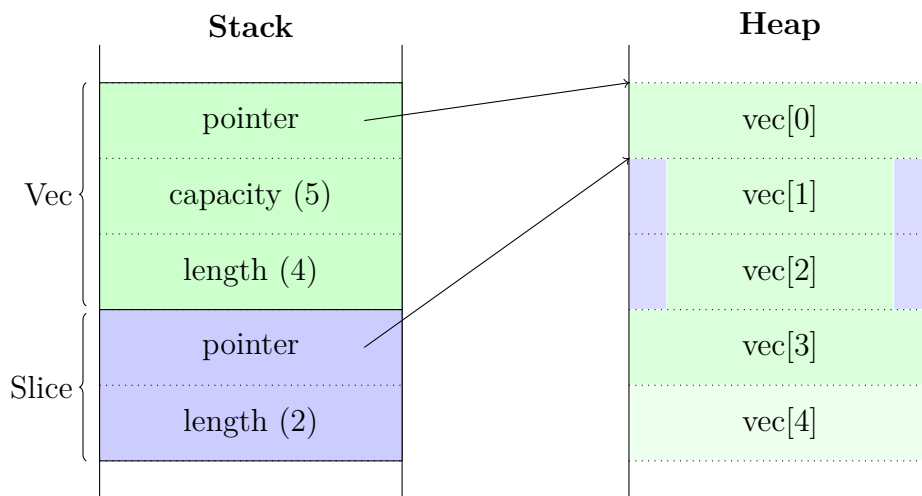 Stack
Heap
Vec
pointer
capacity (5)
length (4)
Slice
pointer
length (2)
vec[0]
vec[1]
vec[2]
vec[3]
vec[4]